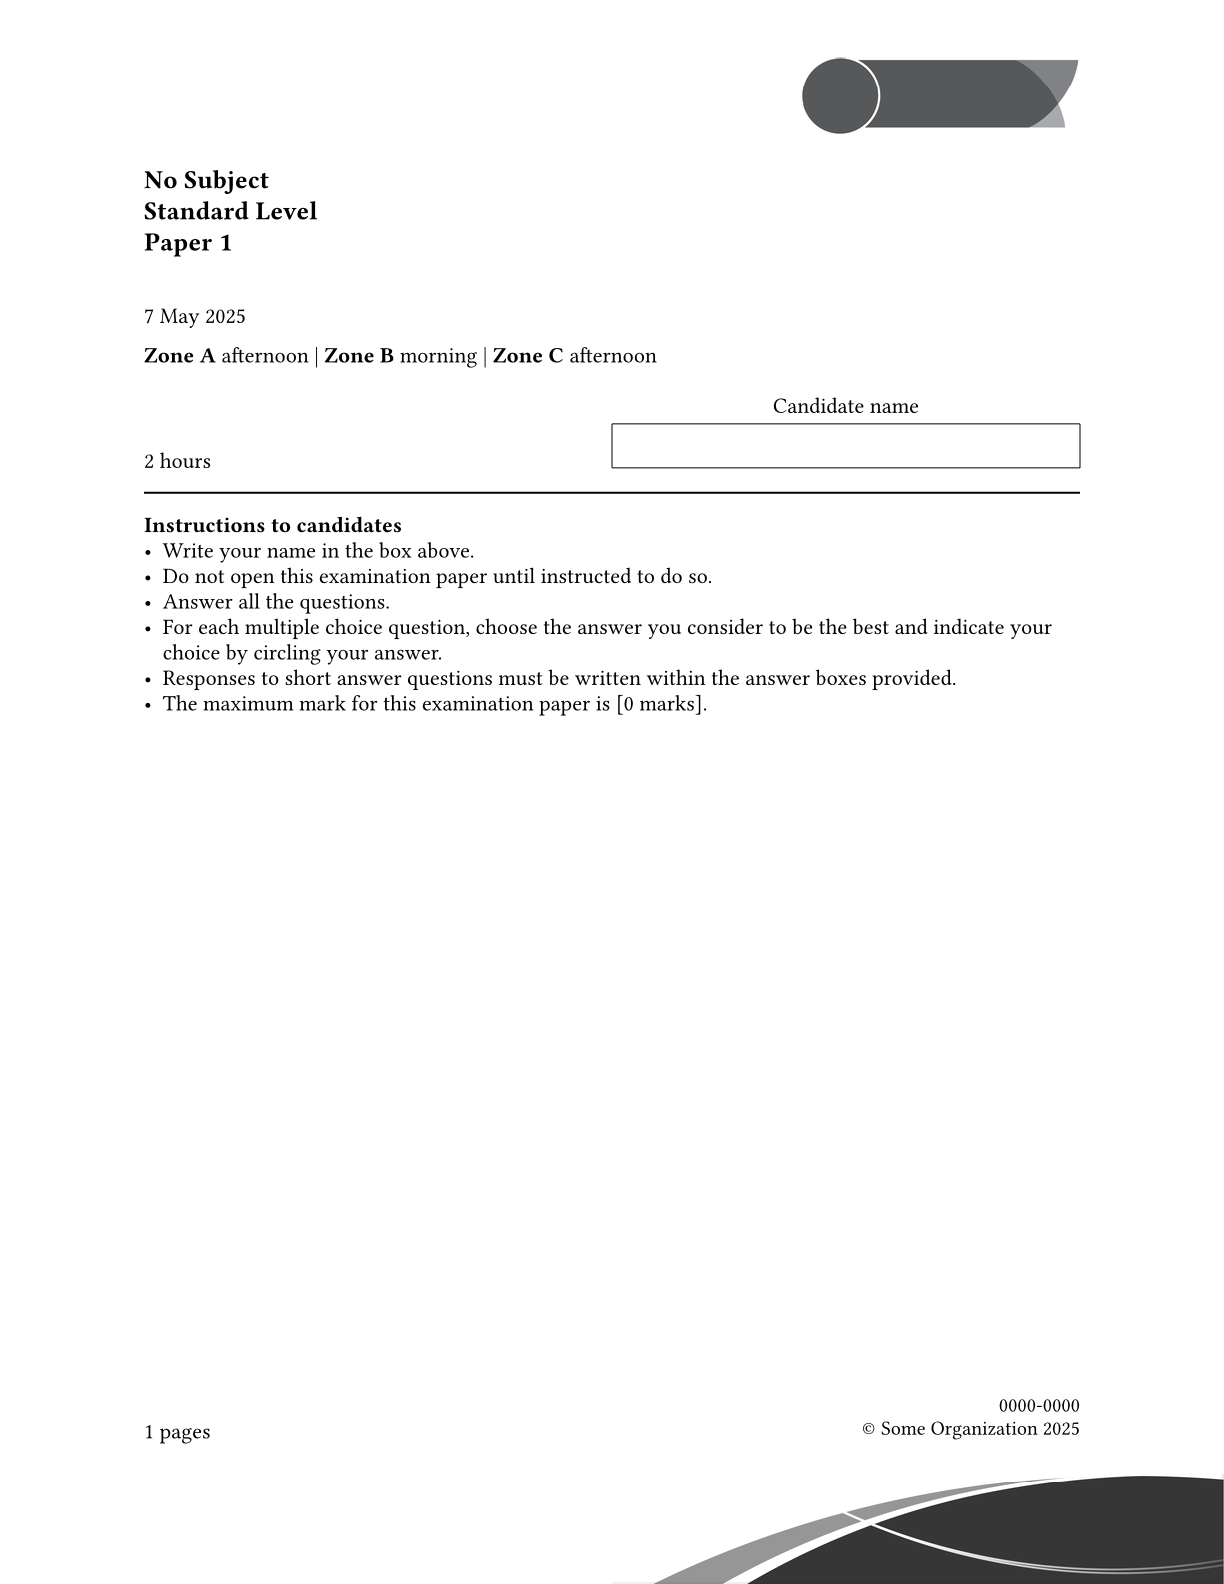 No Subject
Standard Level
Paper 1
7 May 2025
Zone A afternoon | Zone B morning | Zone C afternoon
Candidate name
2 hours
Instructions to candidates
• Write your name in the box above.
• Do not open this examination paper until instructed to do so.
• Answer all the questions.
• For each multiple choice question, choose the answer you consider to be the best and indicate your
choice by circling your answer.
• Responses to short answer questions must be written within the answer boxes provided.
• The maximum mark for this examination paper is [0 marks].
0000-0000
1 pages
© Some Organization 2025